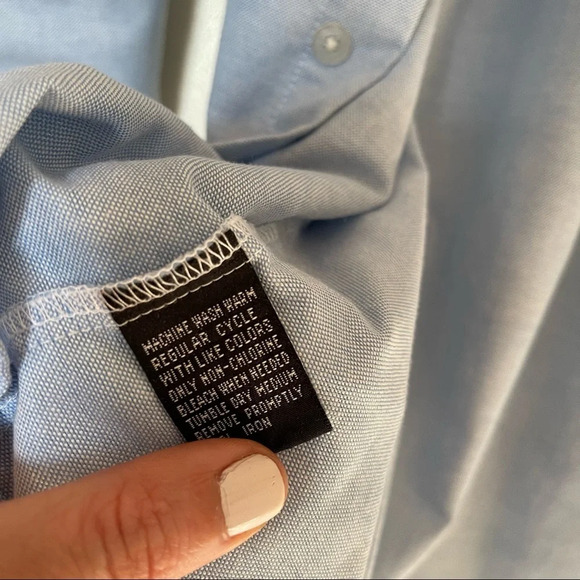 MACHINE WASH WARM
REGULAR CYCLE
WITH LIKE COLORS
ONLY NON-CHLORINE
BLEACH WHEN NEEDED
TUMBLE DRY MEDIUM
REMOVE PROMPTLY
IRON